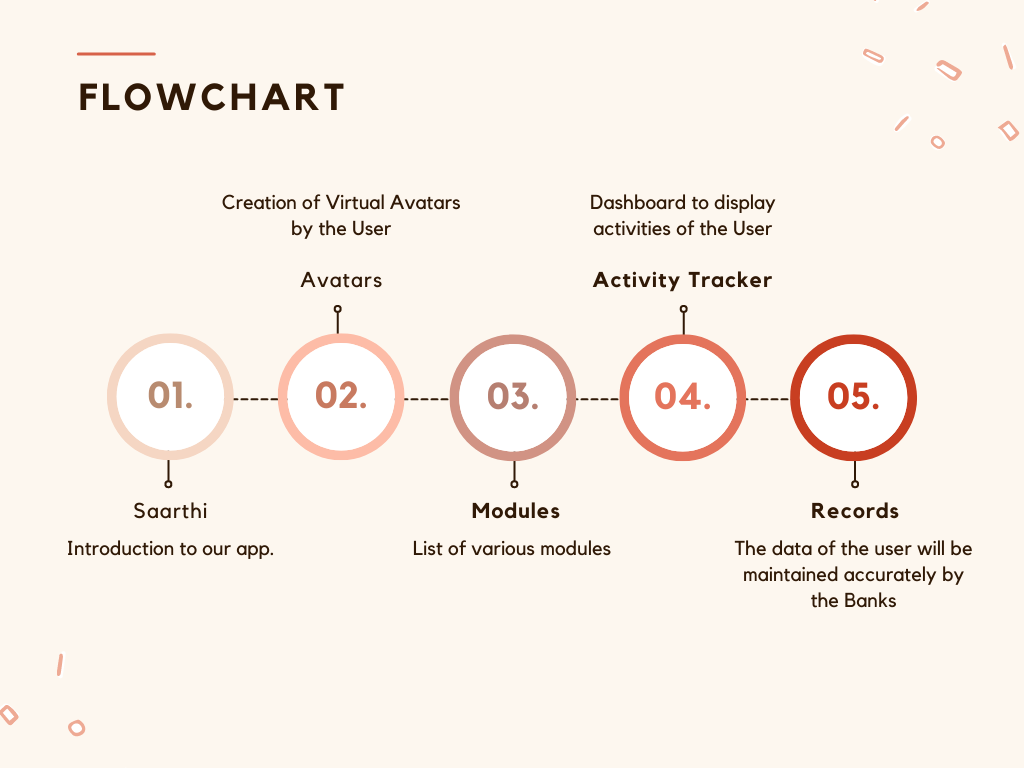 FLOWCHART
Creation of Virtual Avatars
by the User
Avatars
Dashboard to display
activities of the User
Activity Tracker
01.
02.
03.
04.
05.
Saarthi
Introduction to our app.
Modules
List of various modules
Records
The data of the user will be
maintained accurately by
the Banks